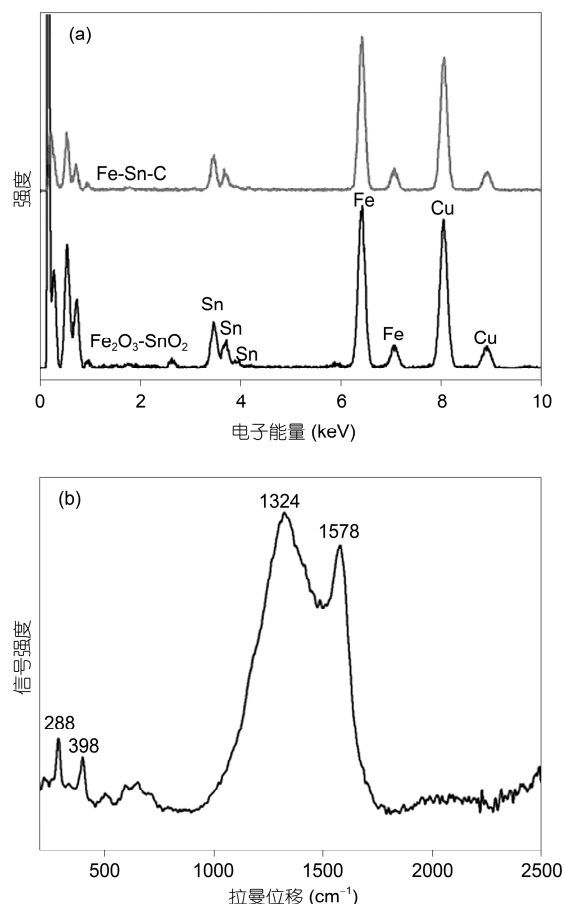 (a)
Fe-Sn-C
Fe
Cu
Sn
Sn
Sn
Fe
Cu
Fe₂O₃-SnO₂
强度
0 2 4 6 8 10
电子能量 (keV)
(b)
1324
1578
288
398
信号强度
500 1000 1500 2000 2500
拉曼位移 (cm⁻¹)